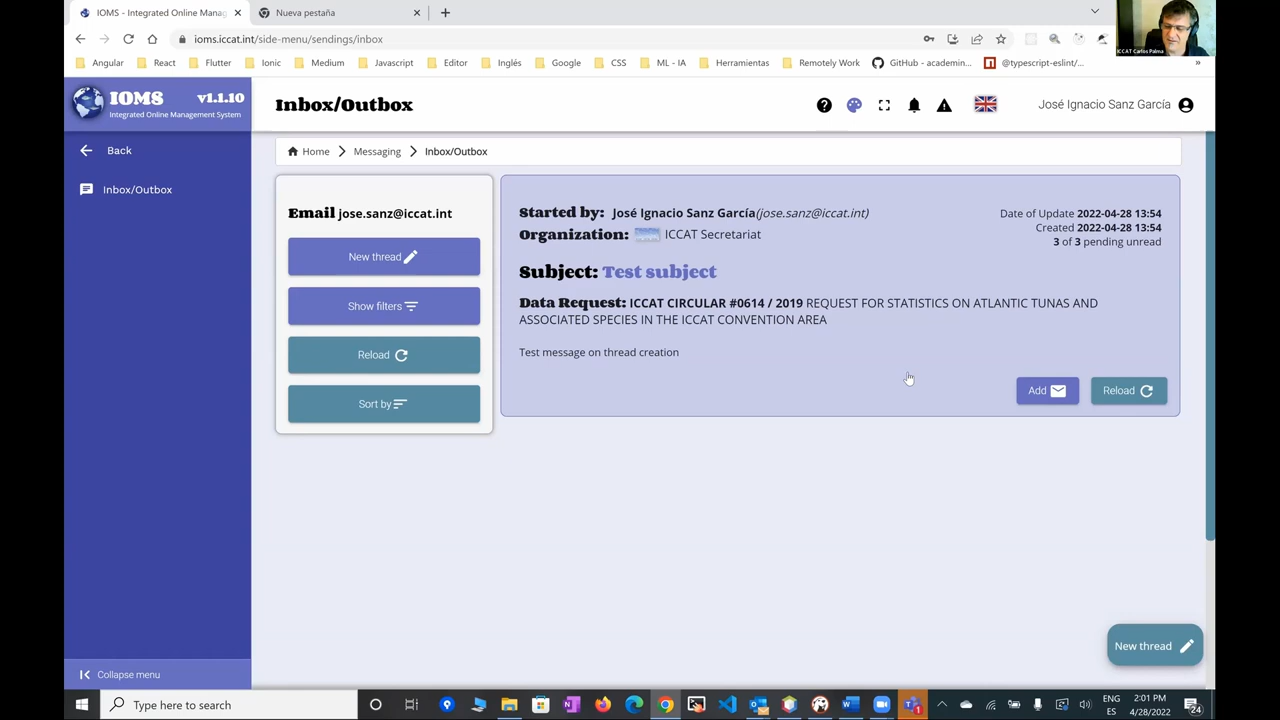 IOMS - Integrated Online Manag
Nueva pestaña
ioms.iccat.int/side-menu/sendings/inbox
Angular
React
Flutter
Ionic
Medium
Javascript
Editor
Inglés
Google
CSS
ML - IA
Herramientas
Remotely Work
GitHub - academin...
@typescript-eslint/...
ICCAT Carlos Palma
IOMS v1.1.10
Integrated Online Management System
Inbox/Outbox
José Ignacio Sanz García
Back
Inbox/Outbox
Home
Messaging
Inbox/Outbox
Email jose.sanz@iccat.int
New thread
Show filters
Reload
Sort by
Started by: José Ignacio Sanz García(jose.sanz@iccat.int)
Organization: ICCAT Secretariat
Date of Update 2022-04-28 13:54
Created 2022-04-28 13:54
3 of 3 pending unread
Subject: Test subject
Data Request: ICCAT CIRCULAR #0614 / 2019 REQUEST FOR STATISTICS ON ATLANTIC TUNAS AND
ASSOCIATED SPECIES IN THE ICCAT CONVENTION AREA
Test message on thread creation
Add
Reload
New thread
Collapse menu
Type here to search
ENG
ES
2:01 PM
4/28/2022
24